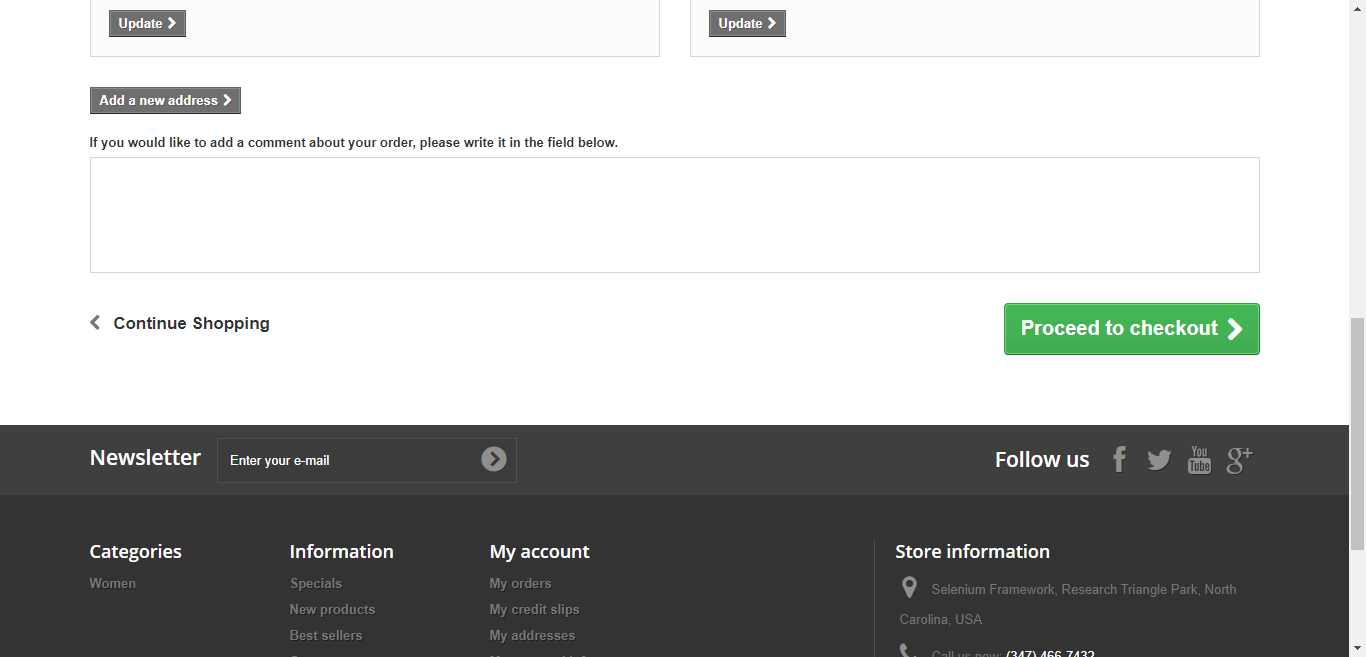 Update
Update
Add a new address
If you would like to add a comment about your order, please write it in the field below.
Continue Shopping
Proceed to checkout
Newsletter
Enter your e-mail
Follow us
You
Tube
g+
Categories
Women
Information
Specials
New products
Best sellers
My account
My orders
My credit slips
My addresses
Store information
Selenium Framework, Research Triangle Park, North
Carolina, USA
Call us now: (347) 466-7432